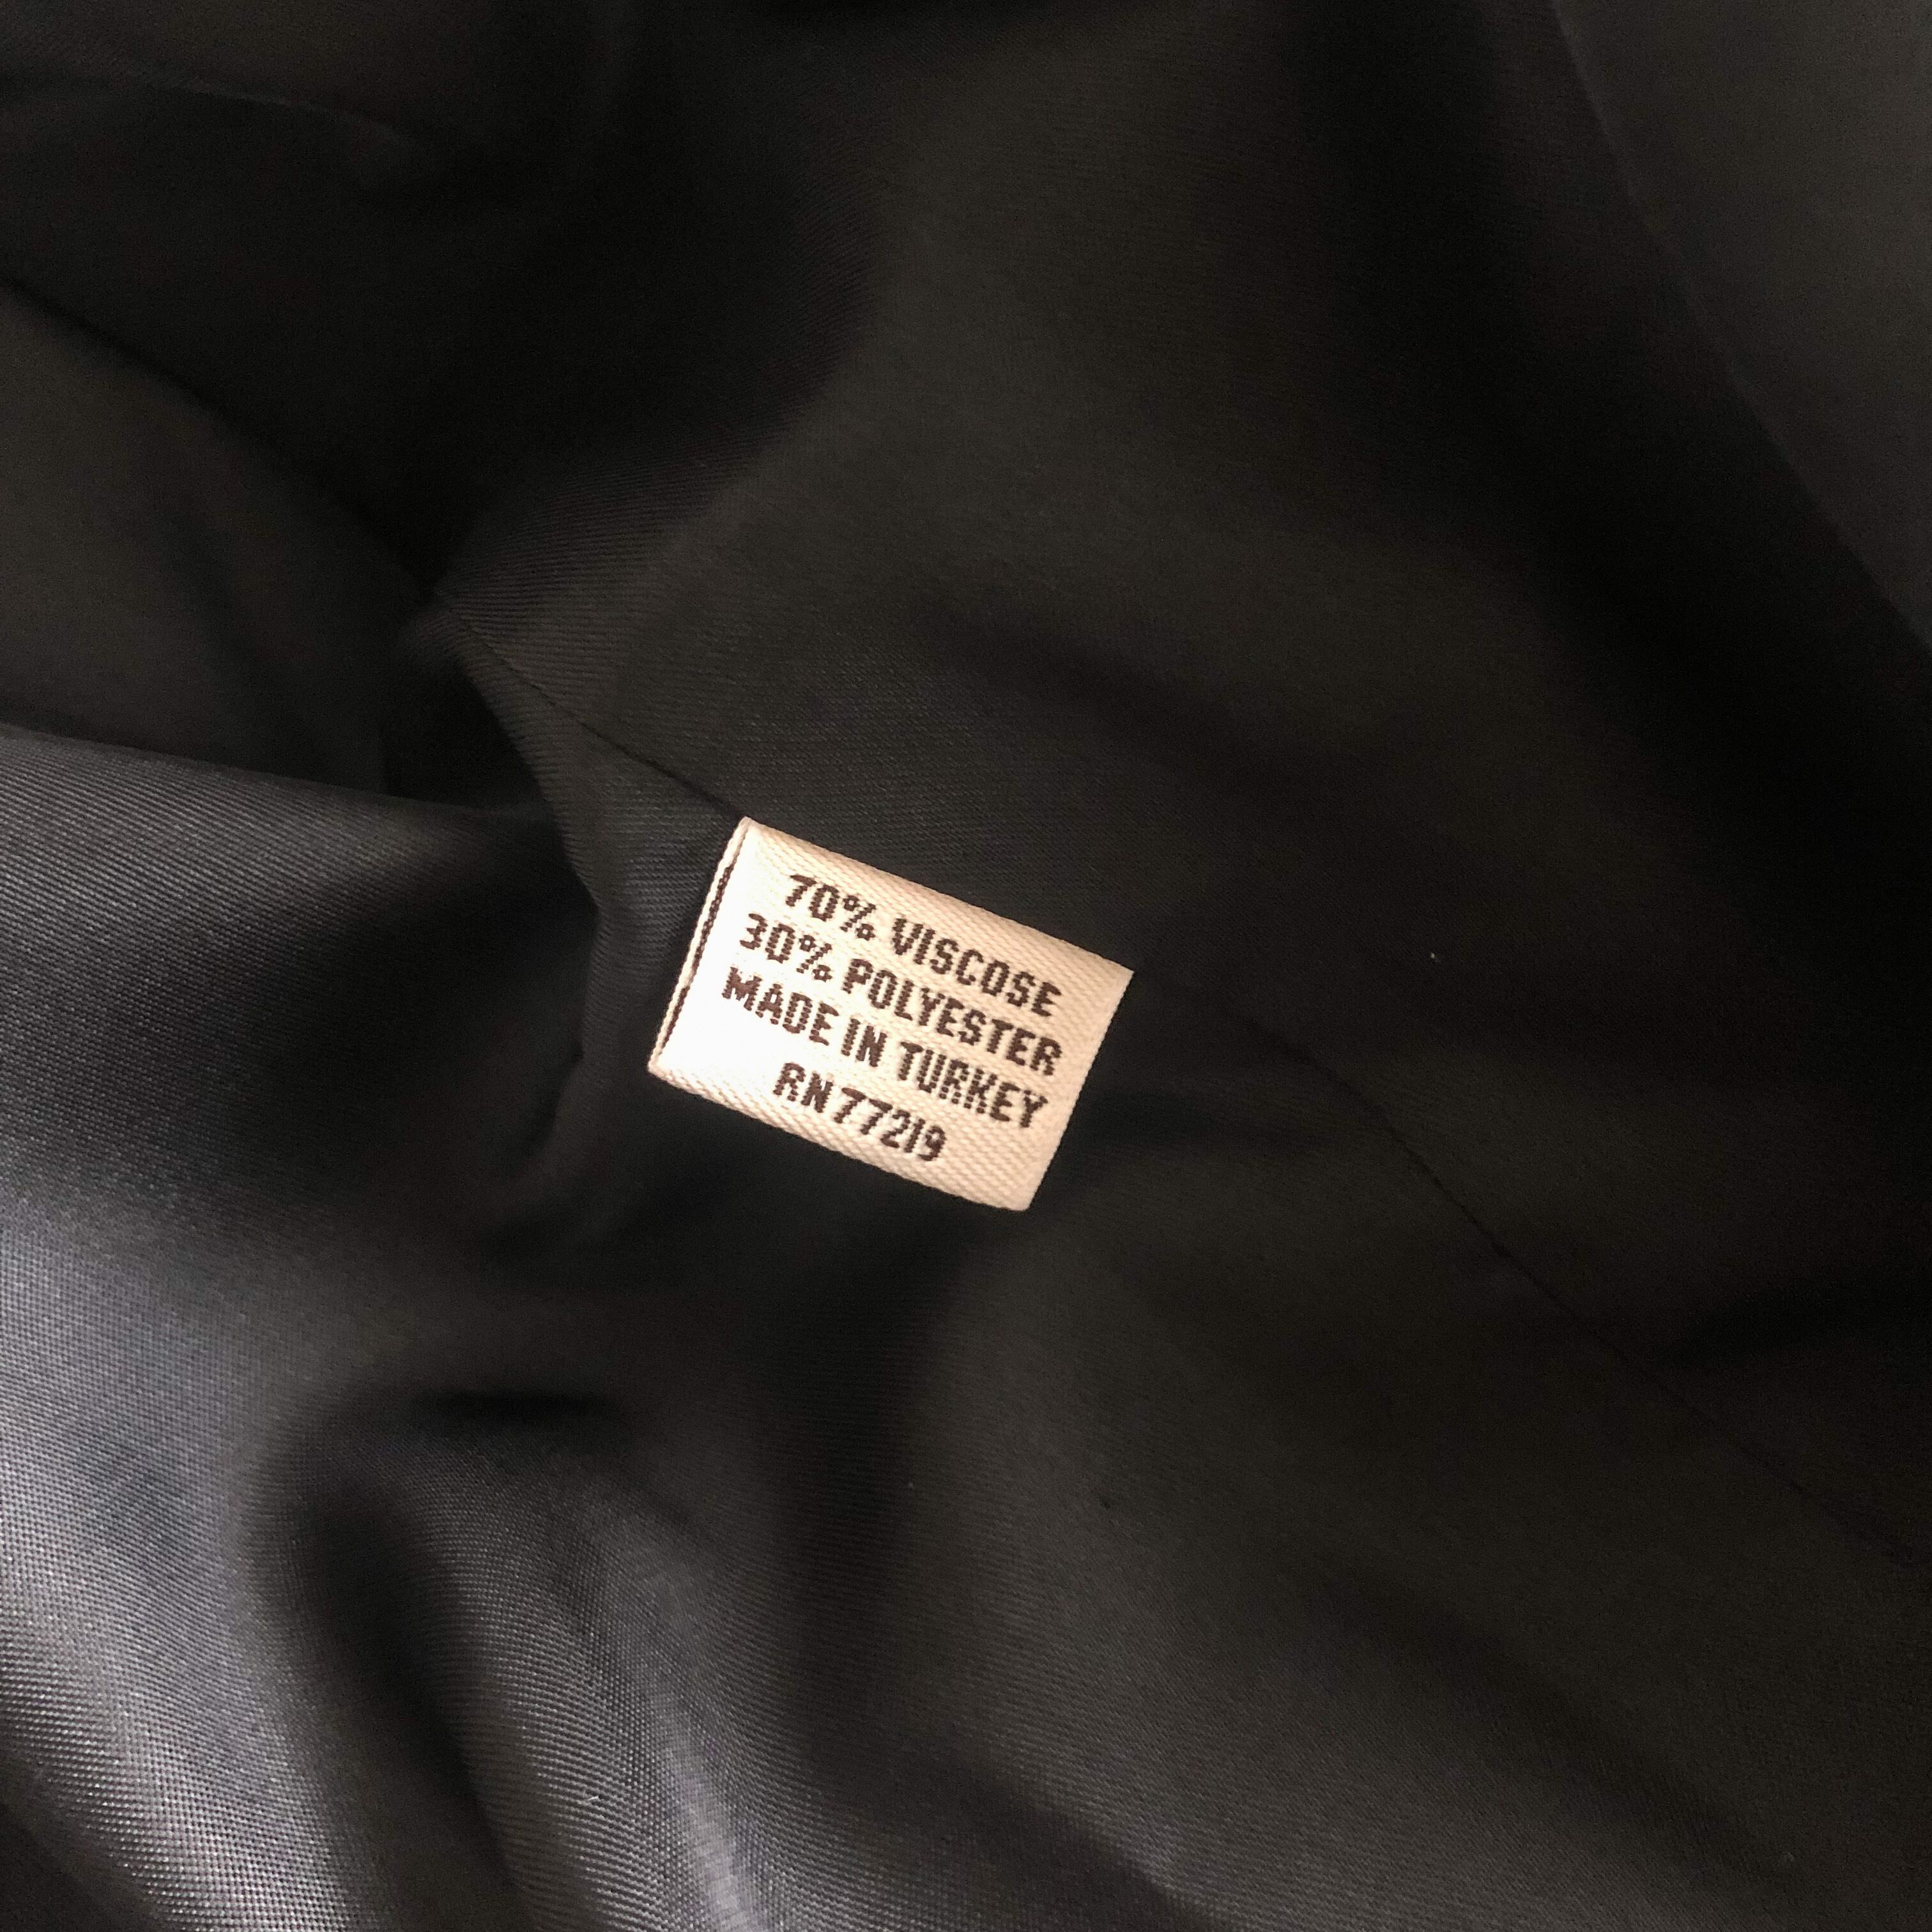 70% VISCOSE
30% POLYESTER
MADE IN TURKEY
RN 77219